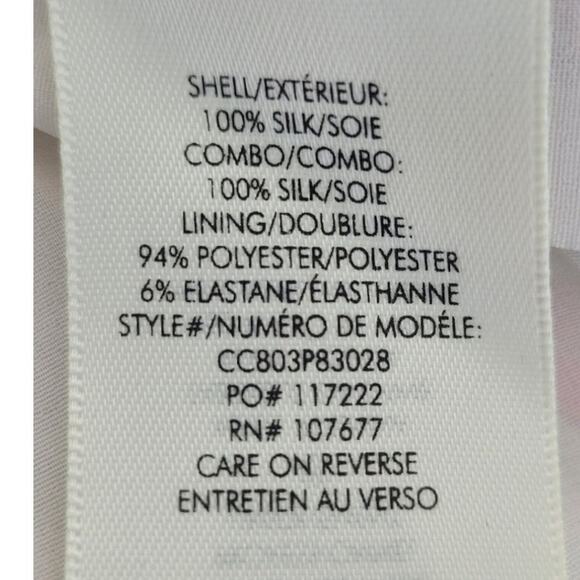 SHELL/EXTÉRIEUR:
100% SILK/SOIE
COMBO/COMBO:
100% SILK/SOIE
LINING/DOUBLURE:
94% POLYESTER/POLYESTER
6% ELASTANE/ÉLASTHANNE
STYLE#/NUMÉRO DE MODÉLE:
CC803P83028
PO# 117222
RN# 107677
CARE ON REVERSE
ENTRETIEN AU VERSO